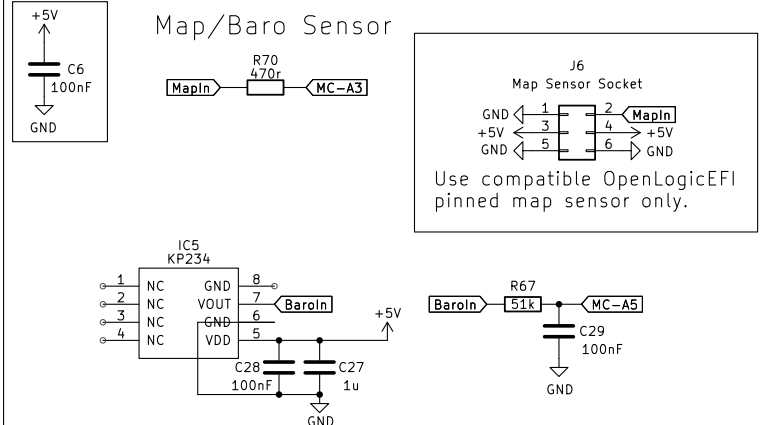 +5V
C6
100nF
GND
Map/Baro Sensor
R70
470r
MapIn
MC-A3
J6
Map Sensor Socket
GND 1 2 MapIn
+5V 3 4 +5V
GND 5 6 GND
Use compatible OpenLogicEFI
pinned map sensor only.
IC5
KP234
1 NC GND 8
2 NC VOUT 7 BaroIn
3 NC GND 6
4 NC VDD 5
+5V
C28
100nF
C27
1u
GND
R67
BaroIn 51k MC-A5
C29
100nF
GND